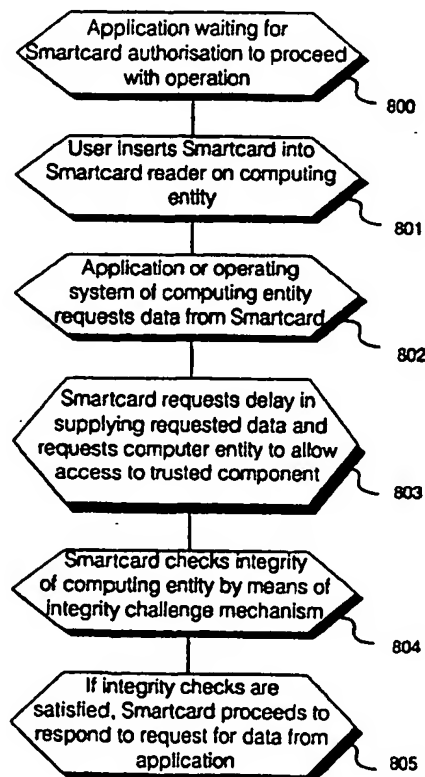 Application waiting for
Smartcard authorisation to proceed
with operation
800
User inserts Smartcard into
Smartcard reader on computing
entity
801
Application or operating
system of computing entity
requests data from Smartcard
802
Smartcard requests delay in
supplying requested data and
requests computer entity to allow
access to trusted component
803
Smartcard checks integrity
of computing entity by means of
integrity challenge mechanism
804
If integrity checks are
satisfied, Smartcard proceeds to
respond to request for data from
application
805